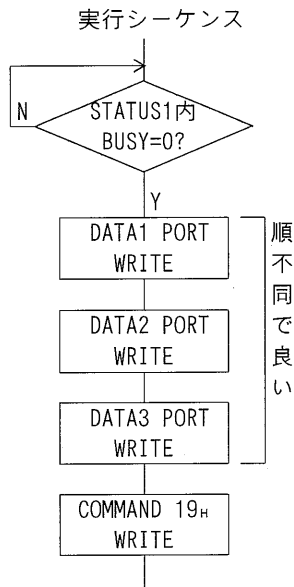 実行シーケンス
N
STATUS1内
BUSY=0?
Y
DATA1 PORT
WRITE
DATA2 PORT
WRITE
DATA3 PORT
WRITE
順不同で良い
COMMAND 19H
WRITE